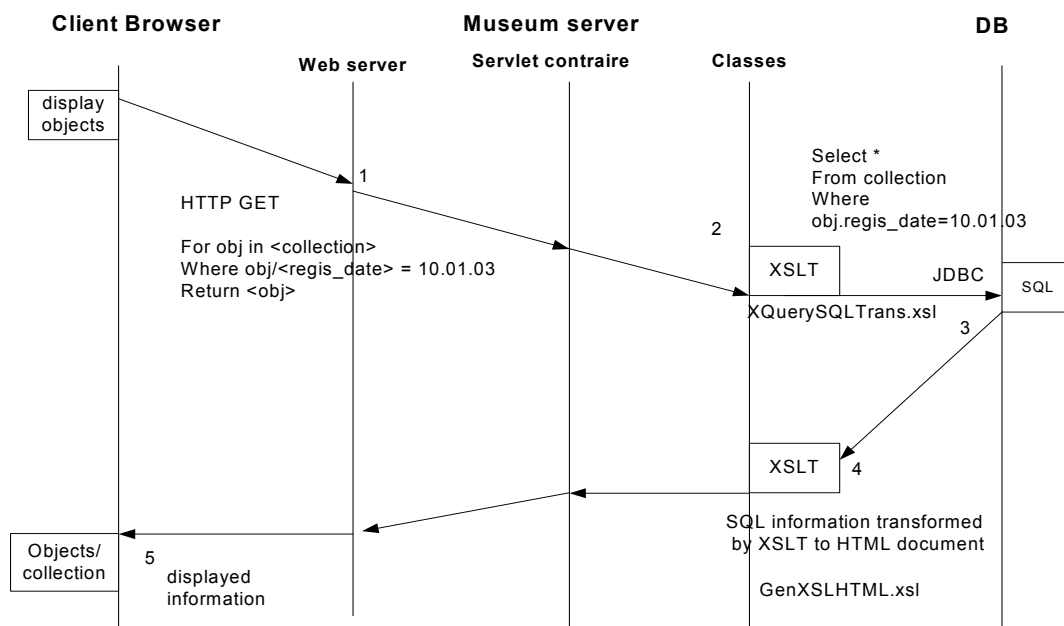 Client Browser
Museum server
DB
Web server
Servlet contraire
Classes
display
objects
1
HTTP GET
For obj in <collection>
Where obj/<regis_date> = 10.01.03
Return <obj>
2
Select *
From collection
Where
obj.regis_date=10.01.03
XSLT
JDBC
SQL
XQuerySQLTrans.xsl
3
XSLT
4
SQL information transformed
by XSLT to HTML document
GenXSLHTML.xsl
Objects/
collection
5
displayed
information